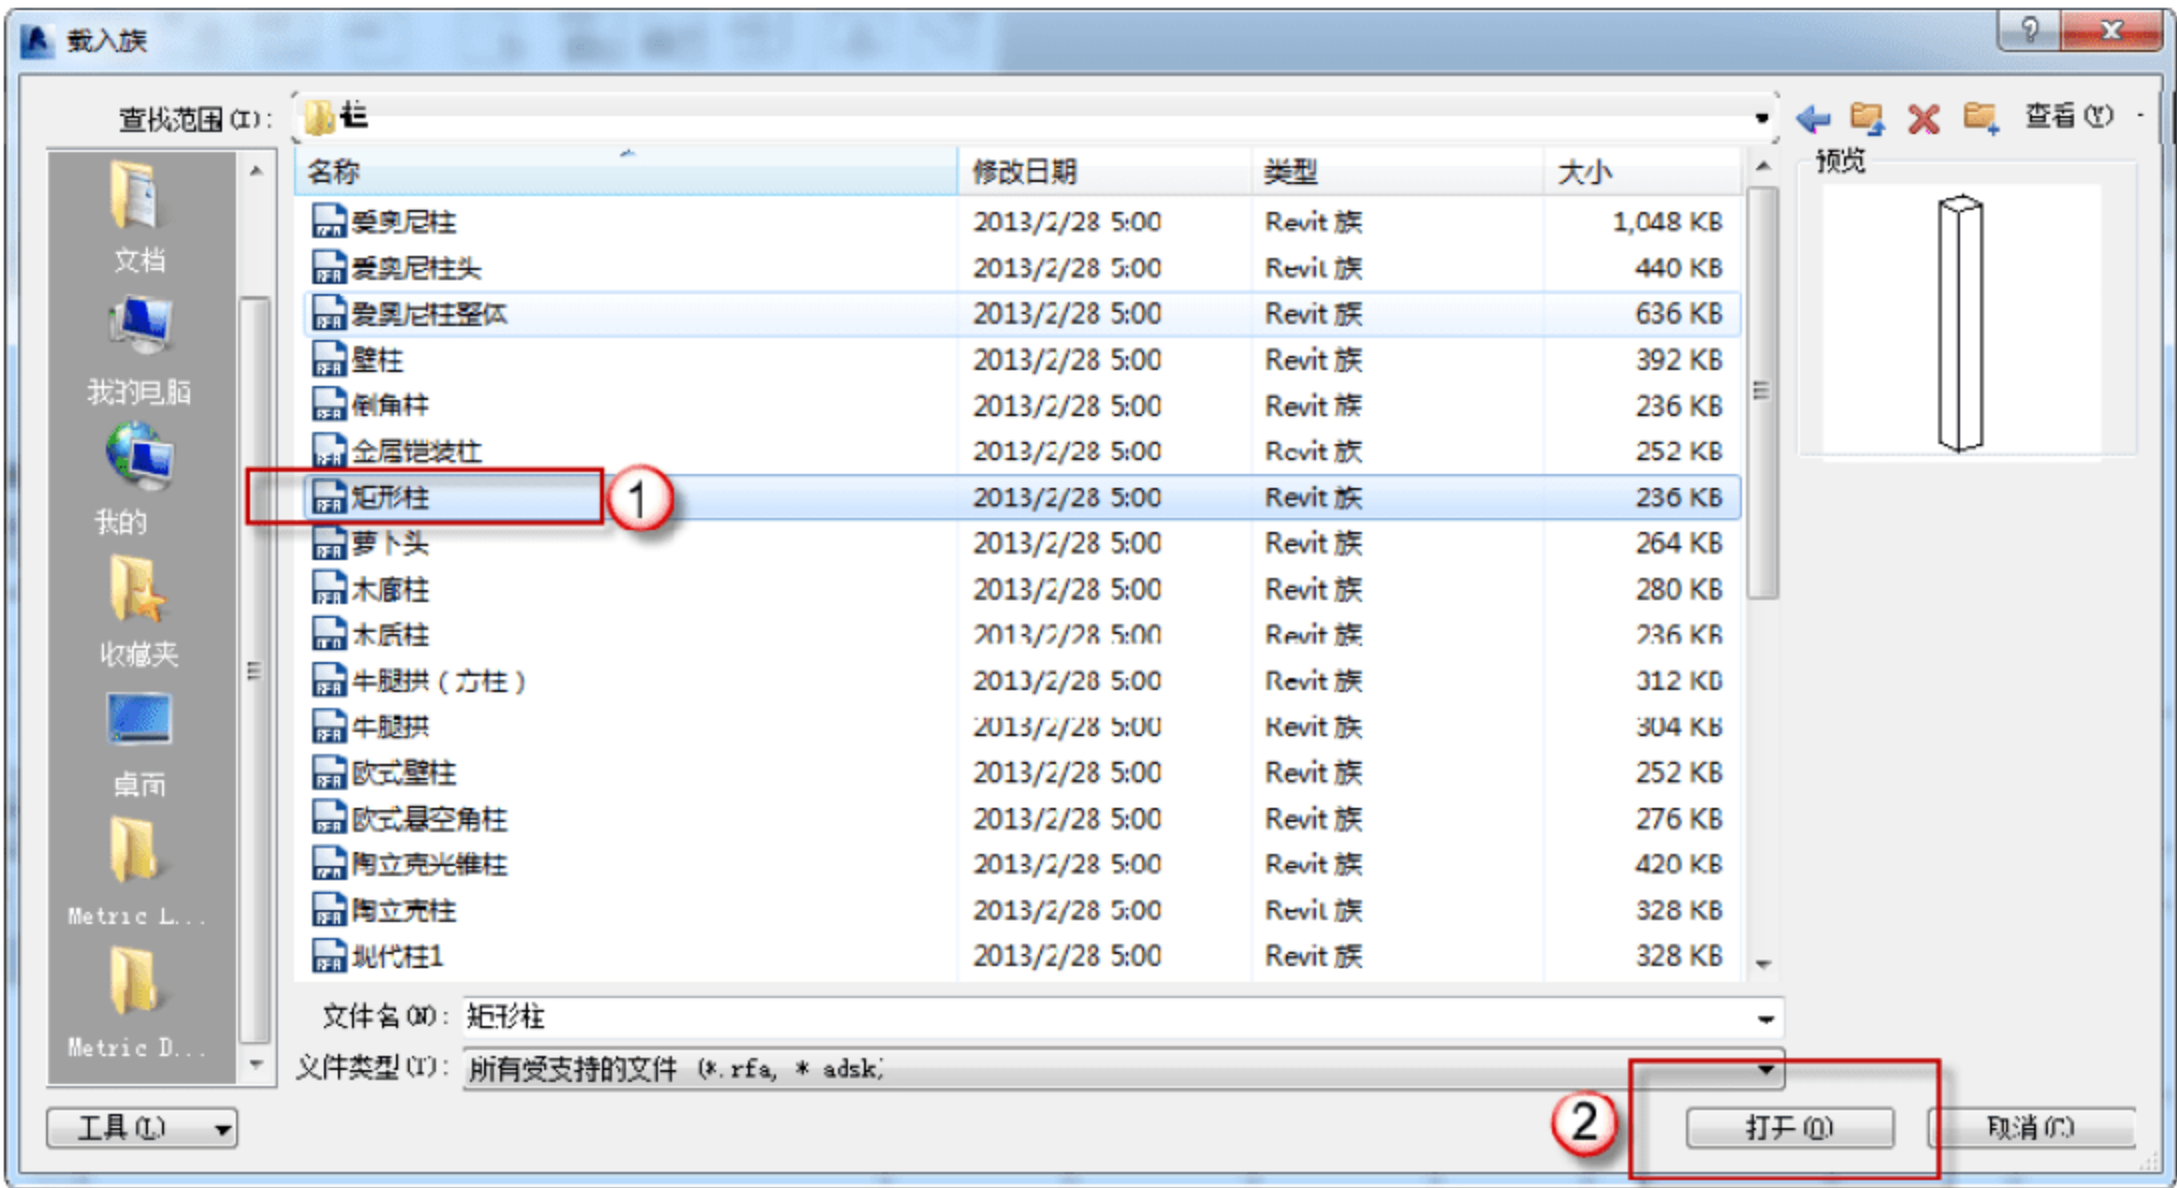 载入族
查找范围(I): 柱
查看(V)
名称 修改日期 类型 大小
预览
爱奥尼柱 2013/2/28 5:00 Revit 族 1,048 KB
爱奥尼柱头 2013/2/28 5:00 Revit 族 440 KB
爱奥尼柱整体 2013/2/28 5:00 Revit 族 636 KB
壁柱 2013/2/28 5:00 Revit 族 392 KB
倒角柱 2013/2/28 5:00 Revit 族 236 KB
金属铠装柱 2013/2/28 5:00 Revit 族 252 KB
矩形柱 2013/2/28 5:00 Revit 族 236 KB
1
萝卜头 2013/2/28 5:00 Revit 族 264 KB
木廊柱 2013/2/28 5:00 Revit 族 280 KB
木质柱 2013/2/28 5:00 Revit 族 236 KB
牛腿拱(方柱) 2013/2/28 5:00 Revit 族 312 KB
牛腿拱 2013/2/28 5:00 Revit 族 304 KB
欧式壁柱 2013/2/28 5:00 Revit 族 252 KB
欧式悬空角柱 2013/2/28 5:00 Revit 族 276 KB
陶立克光锥柱 2013/2/28 5:00 Revit 族 420 KB
陶立克柱 2013/2/28 5:00 Revit 族 328 KB
现代柱1 2013/2/28 5:00 Revit 族 328 KB
文档
我的电脑
我的
收藏夹
桌面
Metric L...
Metric D...
文件名(N): 矩形柱
文件类型(T): 所有受支持的文件 (*.rfa, *.adsk)
工具(L)
2
打开(O)
取消(C)